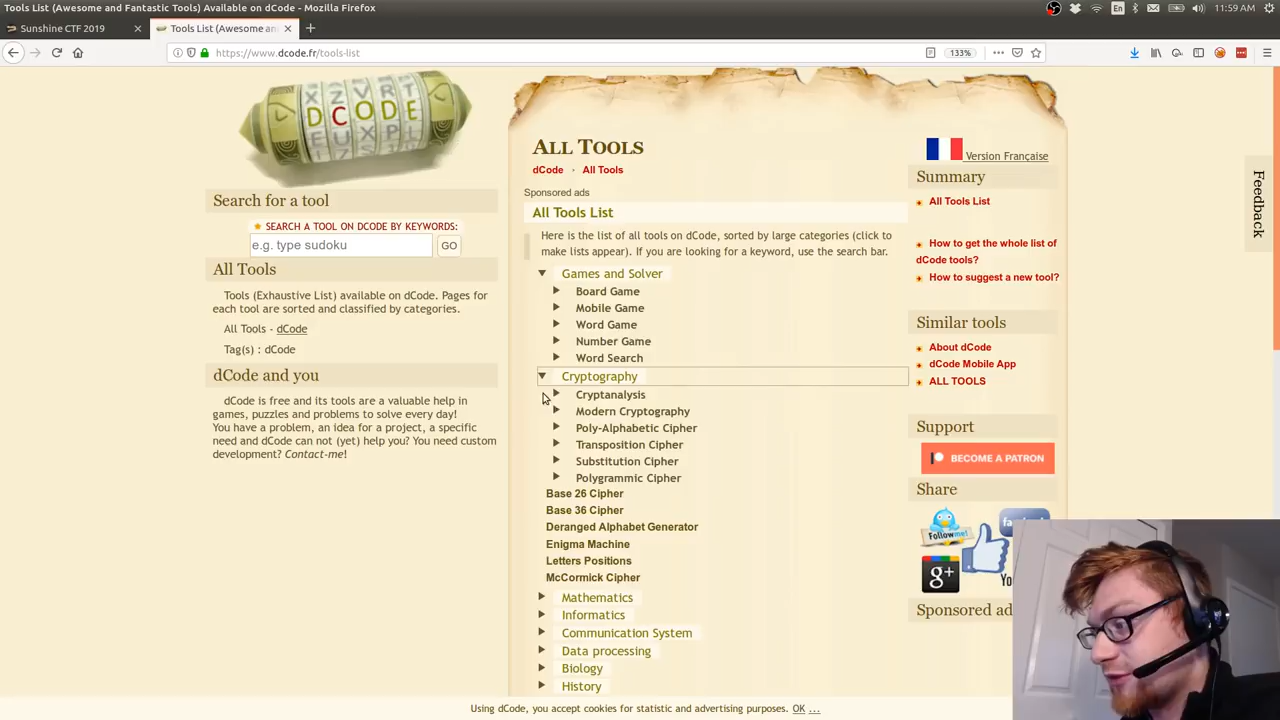 Tools List (Awesome and Fantastic Tools) Available on dCode - Mozilla Firefox
En
11:59 AM
Sunshine CTF 2019
Tools List (Awesome an
https://www.dcode.fr/tools-list
133%
DCODE
Search for a tool
SEARCH A TOOL ON DCODE BY KEYWORDS:
e.g. type sudoku
GO
All Tools
Tools (Exhaustive List) available on dCode. Pages for
each tool are sorted and classified by categories.
All Tools - dCode
Tag(s) : dCode
dCode and you
dCode is free and its tools are a valuable help in
games, puzzles and problems to solve every day!
You have a problem, an idea for a project, a specific
need and dCode can not (yet) help you? You need custom
development? Contact-me!
ALL TOOLS
dCode › All Tools
Sponsored ads
All Tools List
Here is the list of all tools on dCode, sorted by large categories (click to
make lists appear). If you are looking for a keyword, use the search bar.
Games and Solver
Board Game
Mobile Game
Word Game
Number Game
Word Search
Cryptography
Cryptanalysis
Modern Cryptography
Poly-Alphabetic Cipher
Transposition Cipher
Substitution Cipher
Polygrammic Cipher
Base 26 Cipher
Base 36 Cipher
Deranged Alphabet Generator
Enigma Machine
Letters Positions
McCormick Cipher
Mathematics
Informatics
Communication System
Data processing
Biology
History
Version Française
Summary
All Tools List
How to get the whole list of
dCode tools?
How to suggest a new tool?
Similar tools
About dCode
dCode Mobile App
ALL TOOLS
Support
BECOME A PATRON
Share
Follow me!
g+
Sponsored ad
Feedback
Using dCode, you accept cookies for statistic and advertising purposes. OK ...